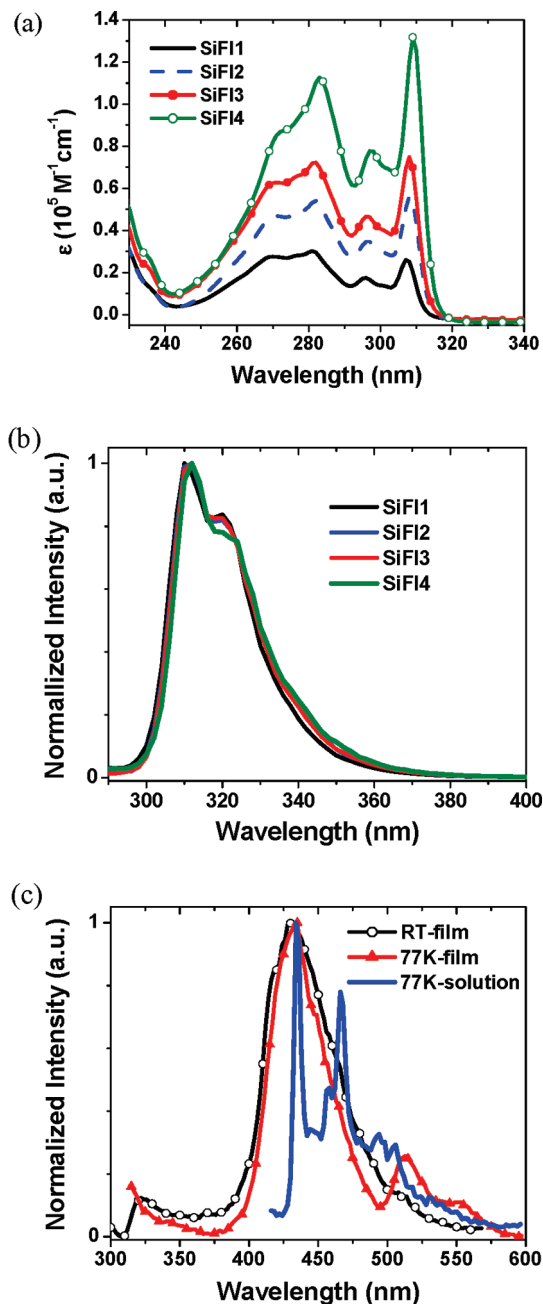 (a)
SiFl1
SiFl2
SiFl3
SiFl4
ε (10⁵ M⁻¹cm⁻¹)
1.4
1.2
1.0
0.8
0.6
0.4
0.2
0.0
240 260 280 300 320 340
Wavelength (nm)
(b)
Normallized Intensity (a.u.)
1
0
SiFl1
SiFl2
SiFl3
SiFl4
300 320 340 360 380 400
Wavelength (nm)
(c)
Normalized Intensity (a.u.)
1
0
RT-film
77K-film
77K-solution
300 350 400 450 500 550 600
Wavelength (nm)